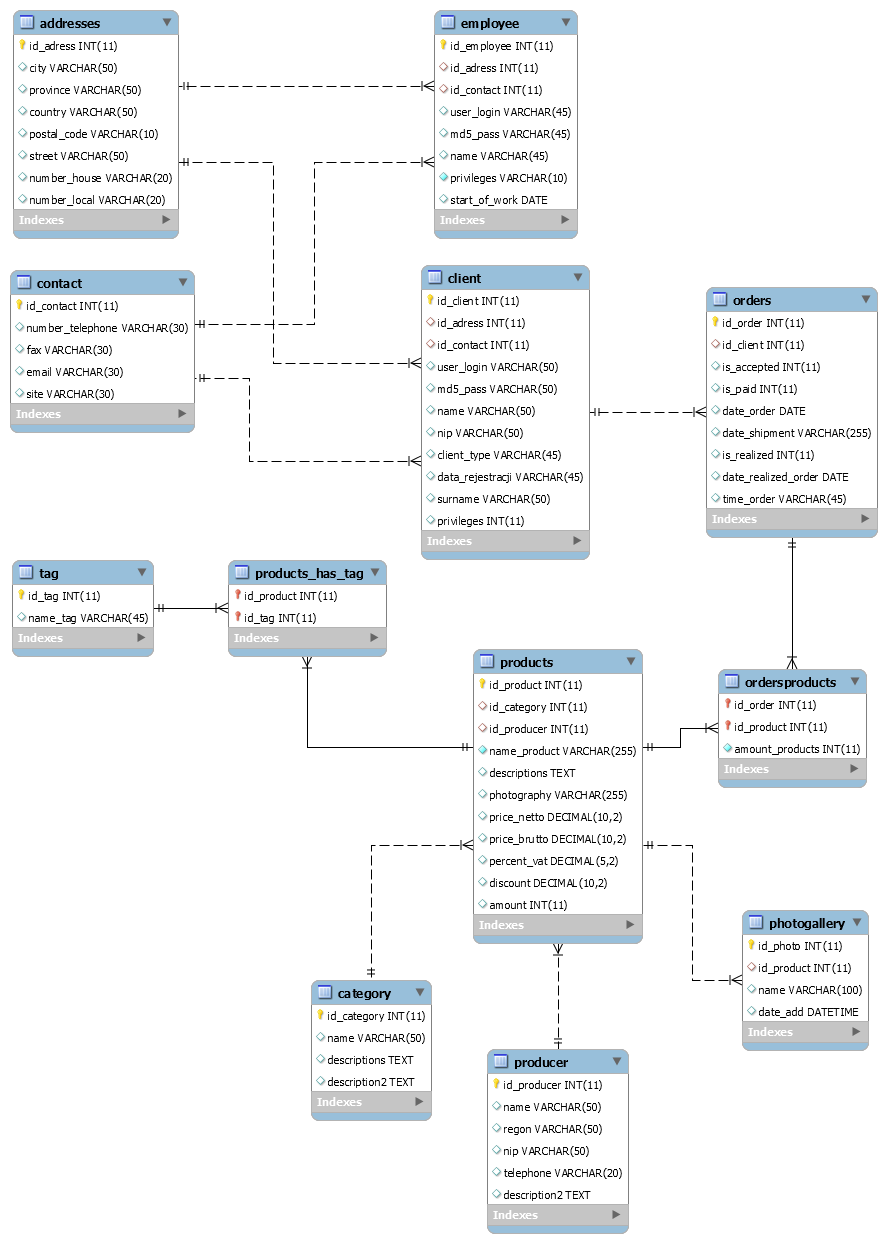 addresses
id_adress INT(11)
city VARCHAR(50)
province VARCHAR(50)
country VARCHAR(50)
postal_code VARCHAR(10)
street VARCHAR(50)
number_house VARCHAR(20)
number_local VARCHAR(20)
Indexes
employee
id_employee INT(11)
id_adress INT(11)
id_contact INT(11)
user_login VARCHAR(45)
md5_pass VARCHAR(45)
name VARCHAR(45)
privileges VARCHAR(10)
start_of_work DATE
Indexes
contact
id_contact INT(11)
number_telephone VARCHAR(30)
fax VARCHAR(30)
email VARCHAR(30)
site VARCHAR(30)
Indexes
client
id_client INT(11)
id_adress INT(11)
id_contact INT(11)
user_login VARCHAR(50)
md5_pass VARCHAR(50)
name VARCHAR(50)
nip VARCHAR(50)
client_type VARCHAR(45)
data_rejestracji VARCHAR(45)
surname VARCHAR(50)
privileges INT(11)
Indexes
orders
id_order INT(11)
id_client INT(11)
is_accepted INT(11)
is_paid INT(11)
date_order DATE
date_shipment VARCHAR(255)
is_realized INT(11)
date_realized_order DATE
time_order VARCHAR(45)
Indexes
tag
id_tag INT(11)
name_tag VARCHAR(45)
Indexes
products_has_tag
id_product INT(11)
id_tag INT(11)
Indexes
products
id_product INT(11)
id_category INT(11)
id_producer INT(11)
name_product VARCHAR(255)
descriptions TEXT
photography VARCHAR(255)
price_netto DECIMAL(10,2)
price_brutto DECIMAL(10,2)
percent_vat DECIMAL(5,2)
discount DECIMAL(10,2)
amount INT(11)
Indexes
ordersproducts
id_order INT(11)
id_product INT(11)
amount_products INT(11)
Indexes
photogallery
id_photo INT(11)
id_product INT(11)
name VARCHAR(100)
date_add DATETIME
Indexes
category
id_category INT(11)
name VARCHAR(50)
descriptions TEXT
description2 TEXT
Indexes
producer
id_producer INT(11)
name VARCHAR(50)
regon VARCHAR(50)
nip VARCHAR(50)
telephone VARCHAR(20)
description2 TEXT
Indexes